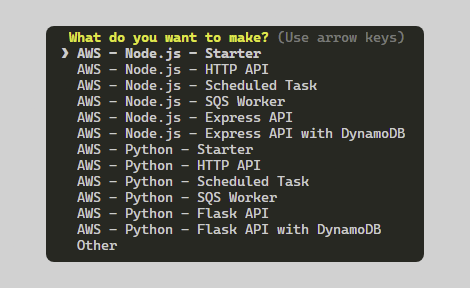 What do you want to make? (Use arrow keys)
❯ AWS - Node.js - Starter
AWS - Node.js - HTTP API
AWS - Node.js - Scheduled Task
AWS - Node.js - SQS Worker
AWS - Node.js - Express API
AWS - Node.js - Express API with DynamoDB
AWS - Python - Starter
AWS - Python - HTTP API
AWS - Python - Scheduled Task
AWS - Python - SQS Worker
AWS - Python - Flask API
AWS - Python - Flask API with DynamoDB
Other